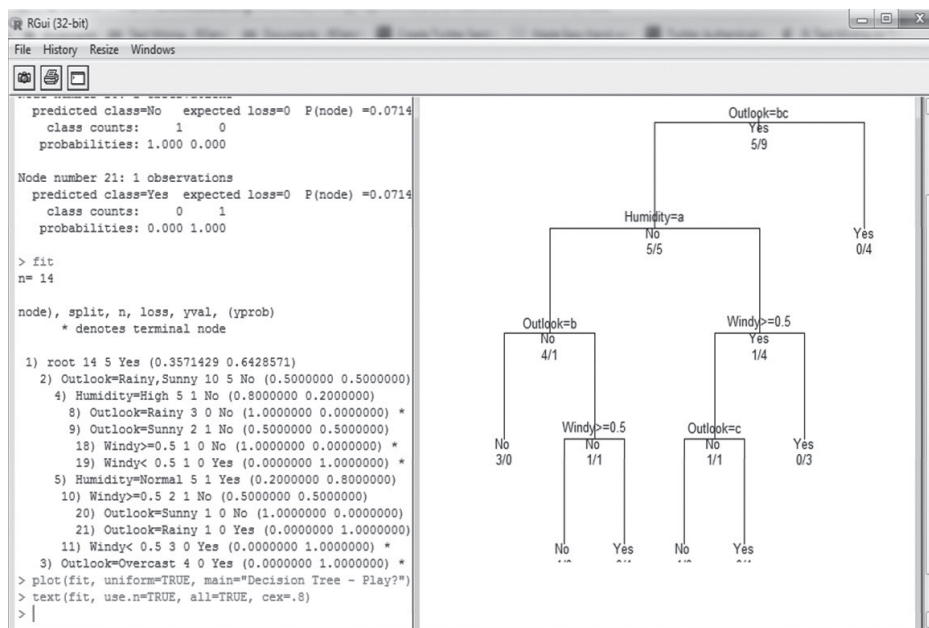 RGui (32-bit)
File History Resize Windows
predicted class=No expected loss=0 P(node) =0.0714
class counts: 1 0
probabilities: 1.000 0.000
Node number 21: 1 observations
predicted class=Yes expected loss=0 P(node) =0.0714
class counts: 0 1
probabilities: 0.000 1.000
> fit
n= 14
node), split, n, loss, yval, (yprob)
* denotes terminal node
1) root 14 5 Yes (0.3571429 0.6428571)
2) Outlook=Rainy,Sunny 10 5 No (0.5000000 0.5000000)
4) Humidity=High 5 1 No (0.8000000 0.2000000)
8) Outlook=Rainy 3 0 No (1.0000000 0.0000000) *
9) Outlook=Sunny 2 1 No (0.5000000 0.5000000)
18) Windy>=0.5 1 0 No (1.0000000 0.0000000) *
19) Windy< 0.5 1 0 Yes (0.0000000 1.0000000) *
5) Humidity=Normal 5 1 Yes (0.2000000 0.8000000)
10) Windy>=0.5 2 1 No (0.5000000 0.5000000)
20) Outlook=Sunny 1 0 No (1.0000000 0.0000000)
21) Outlook=Rainy 1 0 Yes (0.0000000 1.0000000)
11) Windy< 0.5 3 0 Yes (0.0000000 1.0000000) *
3) Outlook=Overcast 4 0 Yes (0.0000000 1.0000000) *
> plot(fit, uniform=TRUE, main="Decision Tree - Play?")
> text(fit, use.n=TRUE, all=TRUE, cex=.8)
> |
Outlook=bc
Yes
5/9
Humidity=a
No
5/5
Yes
0/4
Outlook=b
No
4/1
Windy>=0.5
Yes
1/4
No
3/0
Windy>=0.5
No
1/1
Outlook=c
No
1/1
Yes
0/3
No
Yes
No
Yes